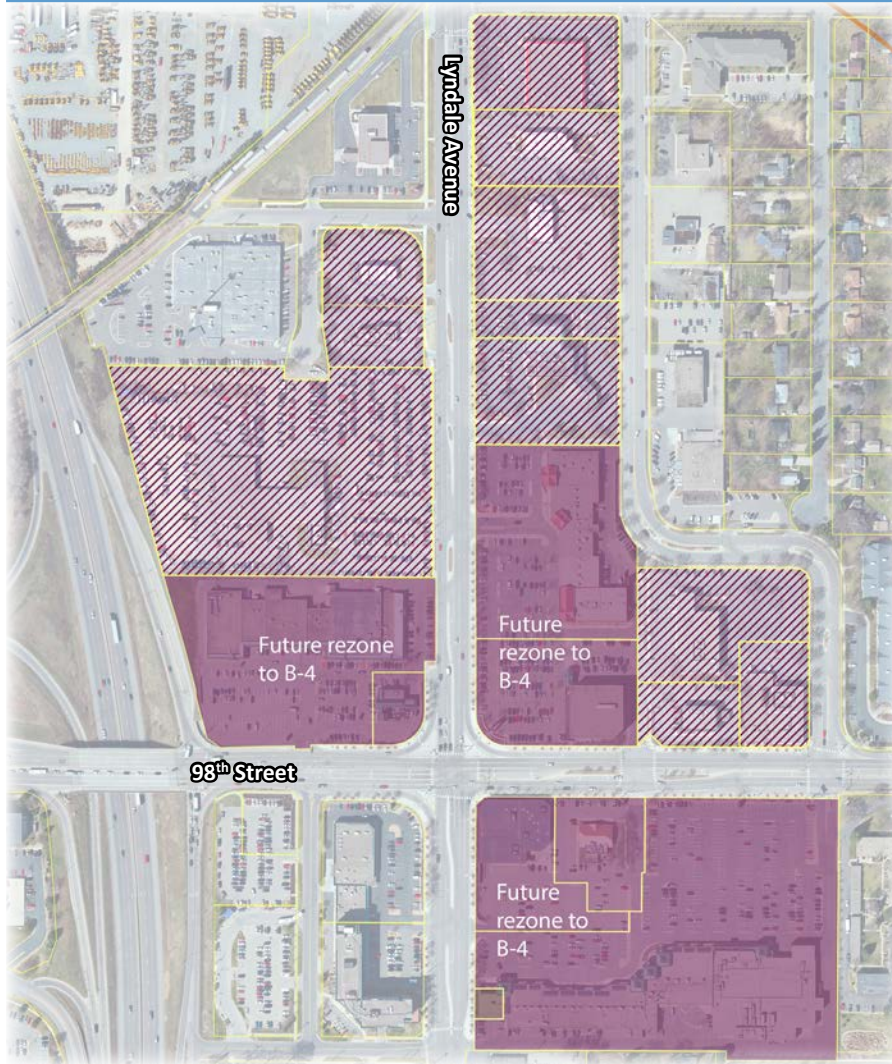 Lyndale Avenue
Future rezone
to B-4
Future
rezone to
B-4
98th Street
Future
rezone to
B-4